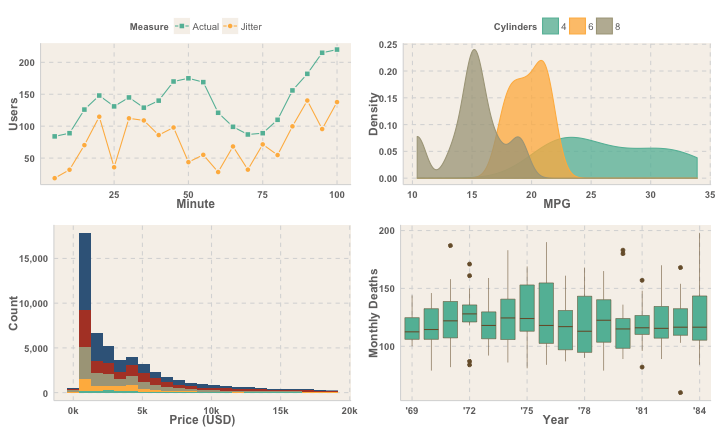 Measure Actual Jitter
200
150
100
50
Users
25 50 75 100
Minute
Cylinders 4 6 8
0.25
0.20
0.15
0.10
0.05
0.00
Density
10 15 20 25 30 35
MPG
15,000
10,000
5,000
0
Count
0k 5k 10k 15k 20k
Price (USD)
200
150
100
Monthly Deaths
'69 '72 '75 '78 '81 '84
Year